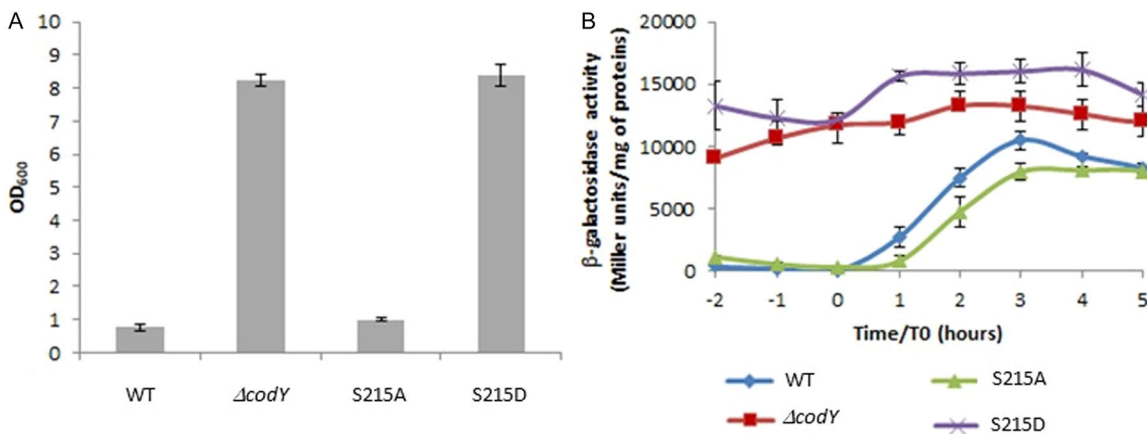 A
10
9
8
7
6
5
4
3
2
1
0
OD600
WT
ΔcodY
S215A
S215D
B
20000
15000
10000
5000
0
β-galactosidase activity
(Miller units/mg of proteins)
-2 -1 0 1 2 3 4 5
Time/T0 (hours)
WT
S215A
ΔcodY
S215D